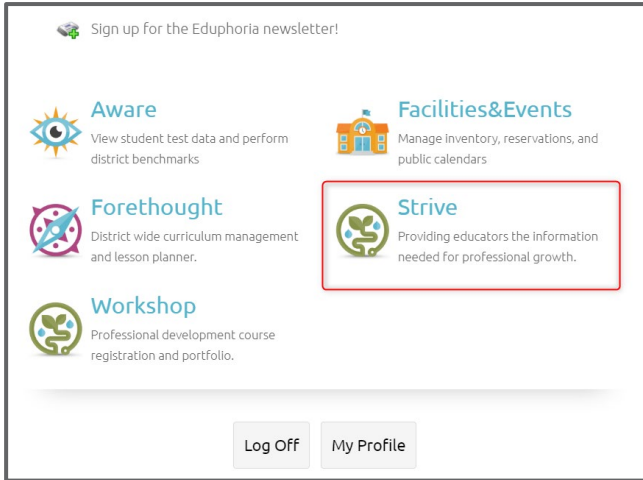 Sign up for the Eduphoria newsletter!
Aware
View student test data and perform
district benchmarks
Facilities&Events
Manage inventory, reservations, and
public calendars
Forethought
District wide curriculum management
and lesson planner.
Strive
Providing educators the information
needed for professional growth.
Workshop
Professional development course
registration and portfolio.
Log Off
My Profile